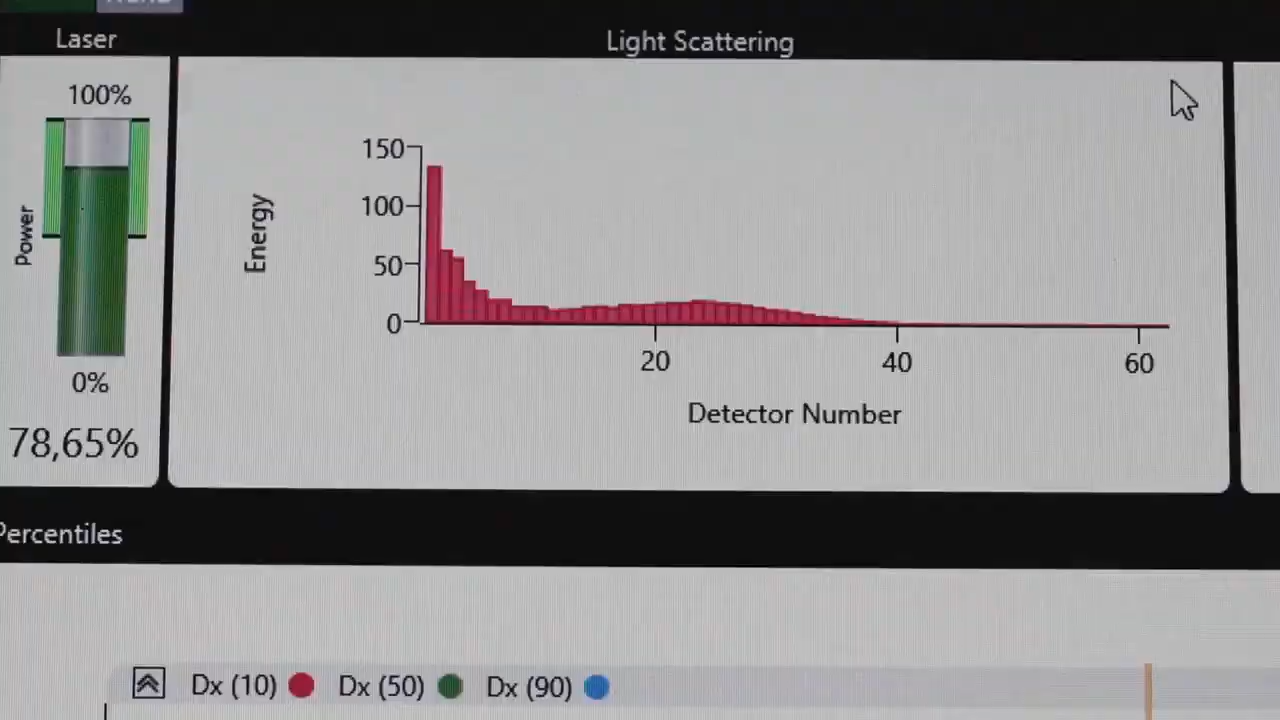 Laser
Light Scattering
100%
Power
0%
78,65%
150
100
50
0
Energy
20
40
60
Detector Number
Percentiles
Dx (10)
Dx (50)
Dx (90)